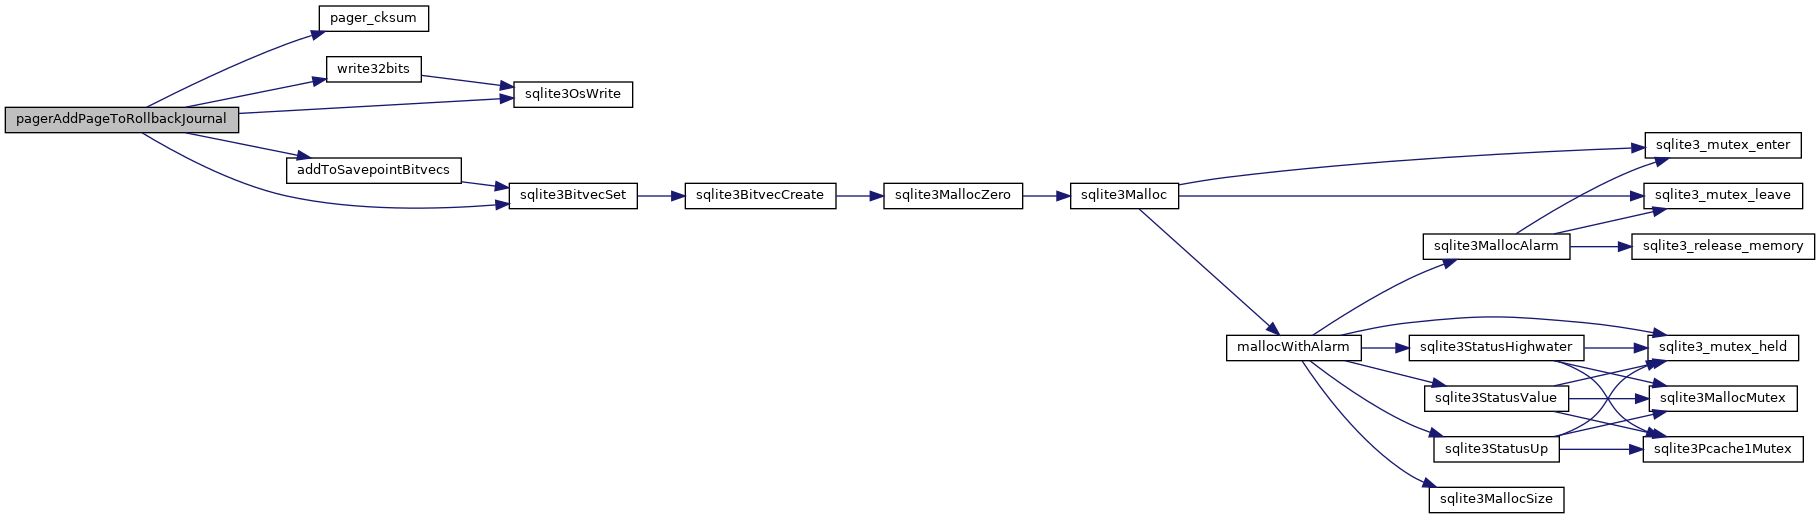 pager_cksum
write32bits
sqlite3OsWrite
pagerAddPageToRollbackJournal
sqlite3_mutex_enter
addToSavepointBitvecs
sqlite3BitvecSet
sqlite3BitvecCreate
sqlite3MallocZero
sqlite3Malloc
sqlite3_mutex_leave
sqlite3MallocAlarm
sqlite3_release_memory
mallocWithAlarm
sqlite3StatusHighwater
sqlite3_mutex_held
sqlite3StatusValue
sqlite3MallocMutex
sqlite3StatusUp
sqlite3Pcache1Mutex
sqlite3MallocSize